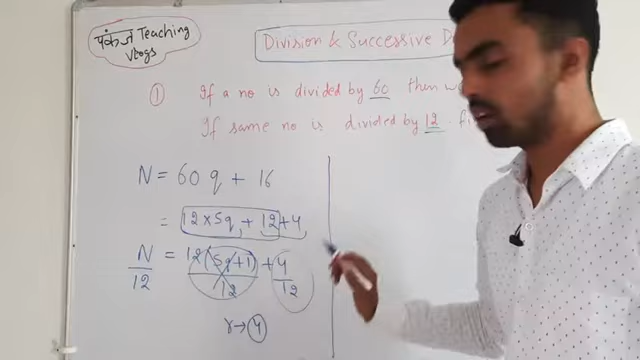 पंकज Teaching
Vlogs
Division & Successive D
① If a no is divided by 60 then w
If same no is divided by 12. fi
N = 60 q + 16
= 12×5q + 12+4
N/12 = 12(5q+1)/12 + 4/12
r→4